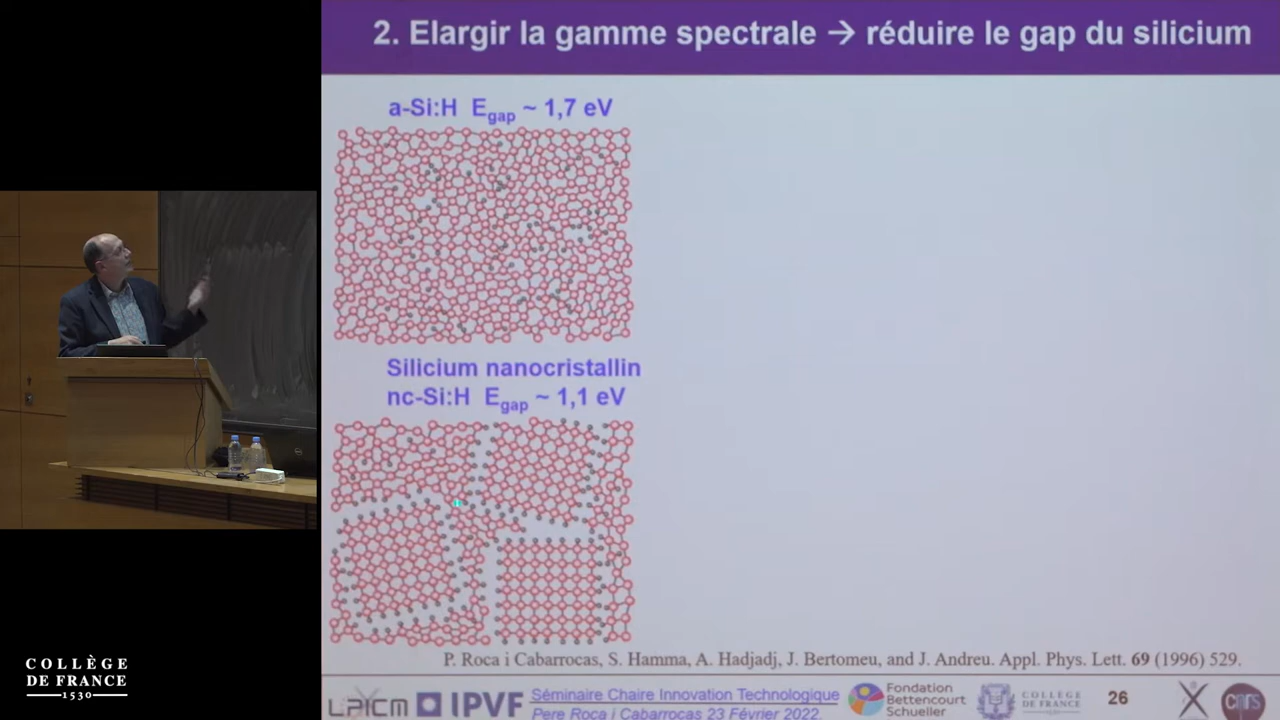 2. Elargir la gamme spectrale → réduire le gap du silicium
a-Si:H Egap ~ 1,7 eV
Silicium nanocristallin
nc-Si:H Egap ~ 1,1 eV
P. Roca i Cabarrocas, S. Hamma, A. Hadjadj, J. Bertomeu, and J. Andreu. Appl. Phys. Lett. 69 (1996) 529.
LPICM
IPVF
Séminaire Chaire Innovation Technologique
Pere Roca i Cabarrocas 23 Février 2022.
Fondation
Bettencourt
Schueller
COLLÈGE
DE FRANCE
26
X
cnrs
COLLÈGE
DE FRANCE
1530